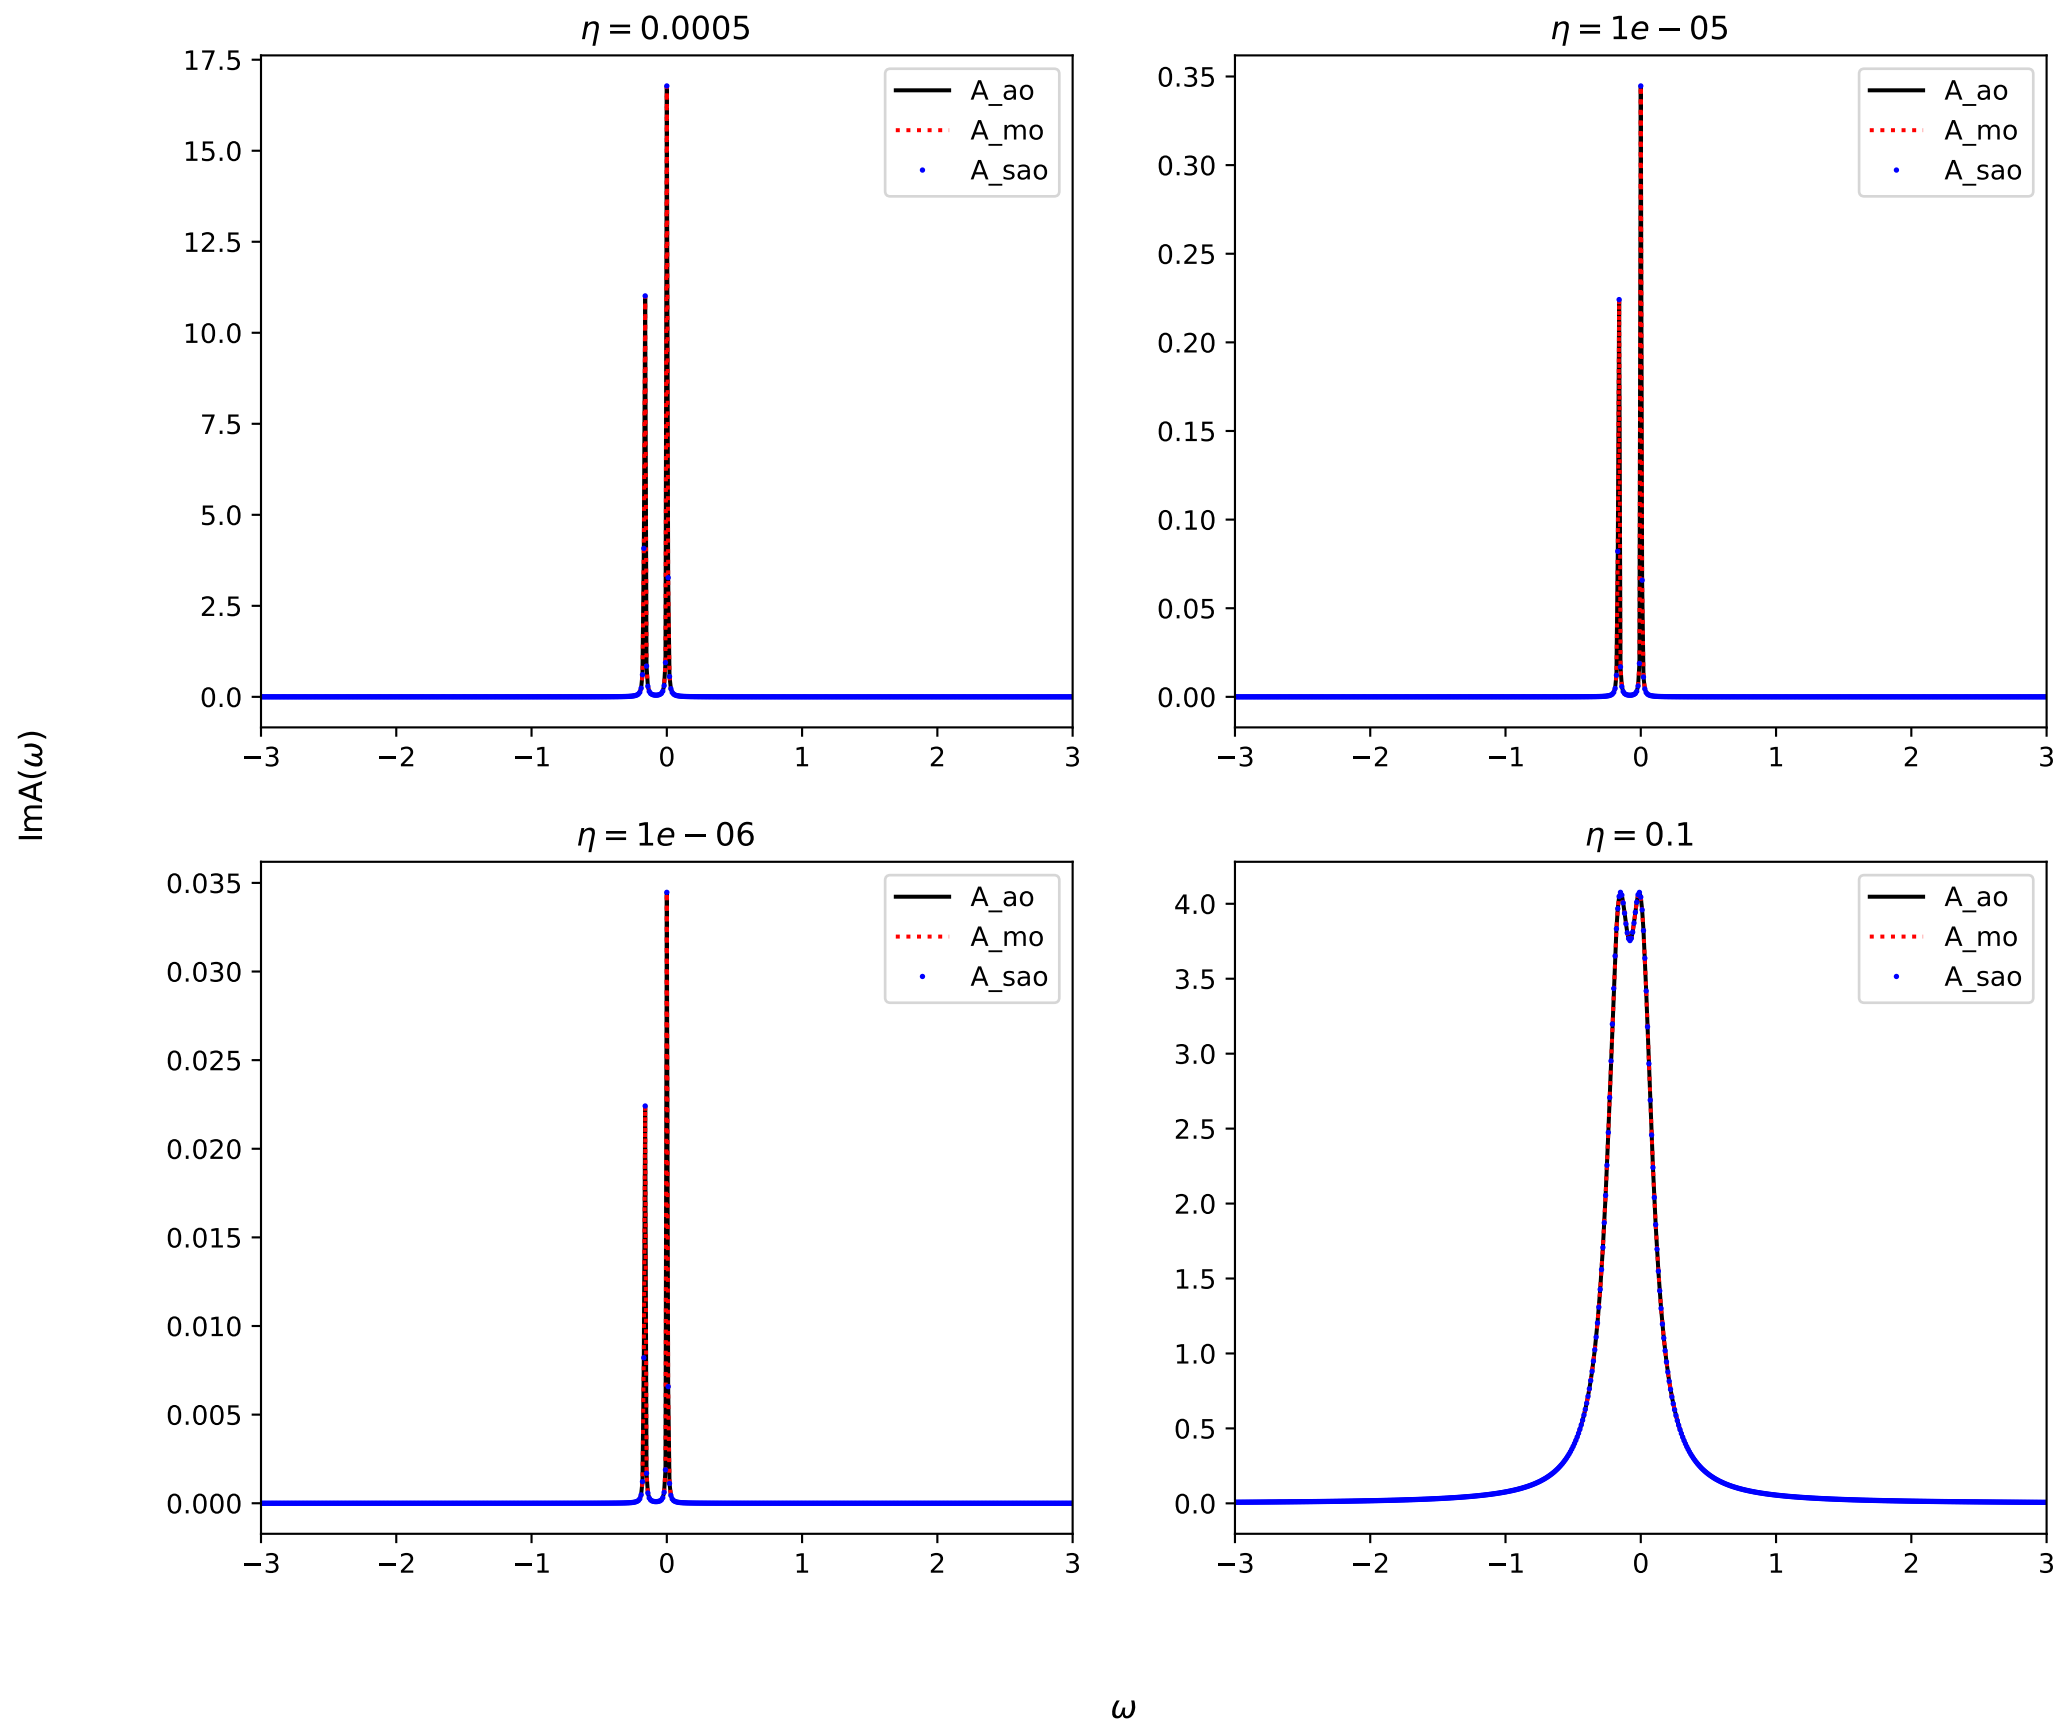 η = 0.0005
17.5
15.0
12.5
10.0
7.5
5.0
2.5
0.0
−3 −2 −1 0 1 2 3
A_ao
A_mo
A_sao
η = 1e − 05
0.35
0.30
0.25
0.20
0.15
0.10
0.05
0.00
−3 −2 −1 0 1 2 3
A_ao
A_mo
A_sao
ImA(ω)
η = 1e − 06
0.035
0.030
0.025
0.020
0.015
0.010
0.005
0.000
−3 −2 −1 0 1 2 3
A_ao
A_mo
A_sao
η = 0.1
4.0
3.5
3.0
2.5
2.0
1.5
1.0
0.5
0.0
−3 −2 −1 0 1 2 3
A_ao
A_mo
A_sao
ω